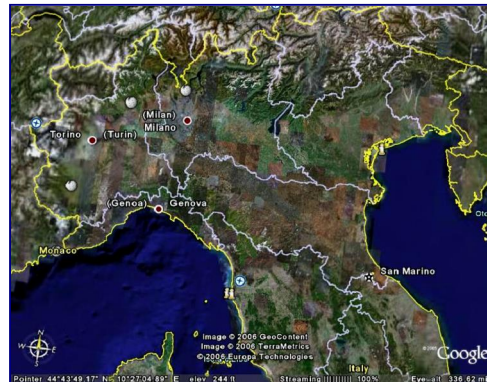 (Milan)
Milano
Torino (Turin)
(Genoa) Genova
Monaco
San Marino
Image © 2006 GeoContent
Image © 2006 TerraMetrics
© 2006 Europa Technologies
Italy
Google
N
W E
S
Pointer 44°43'49.17" N 10°27'04.89" E elev 244 ft Streaming |||||||||| 100% Eye alt 336.62 mi